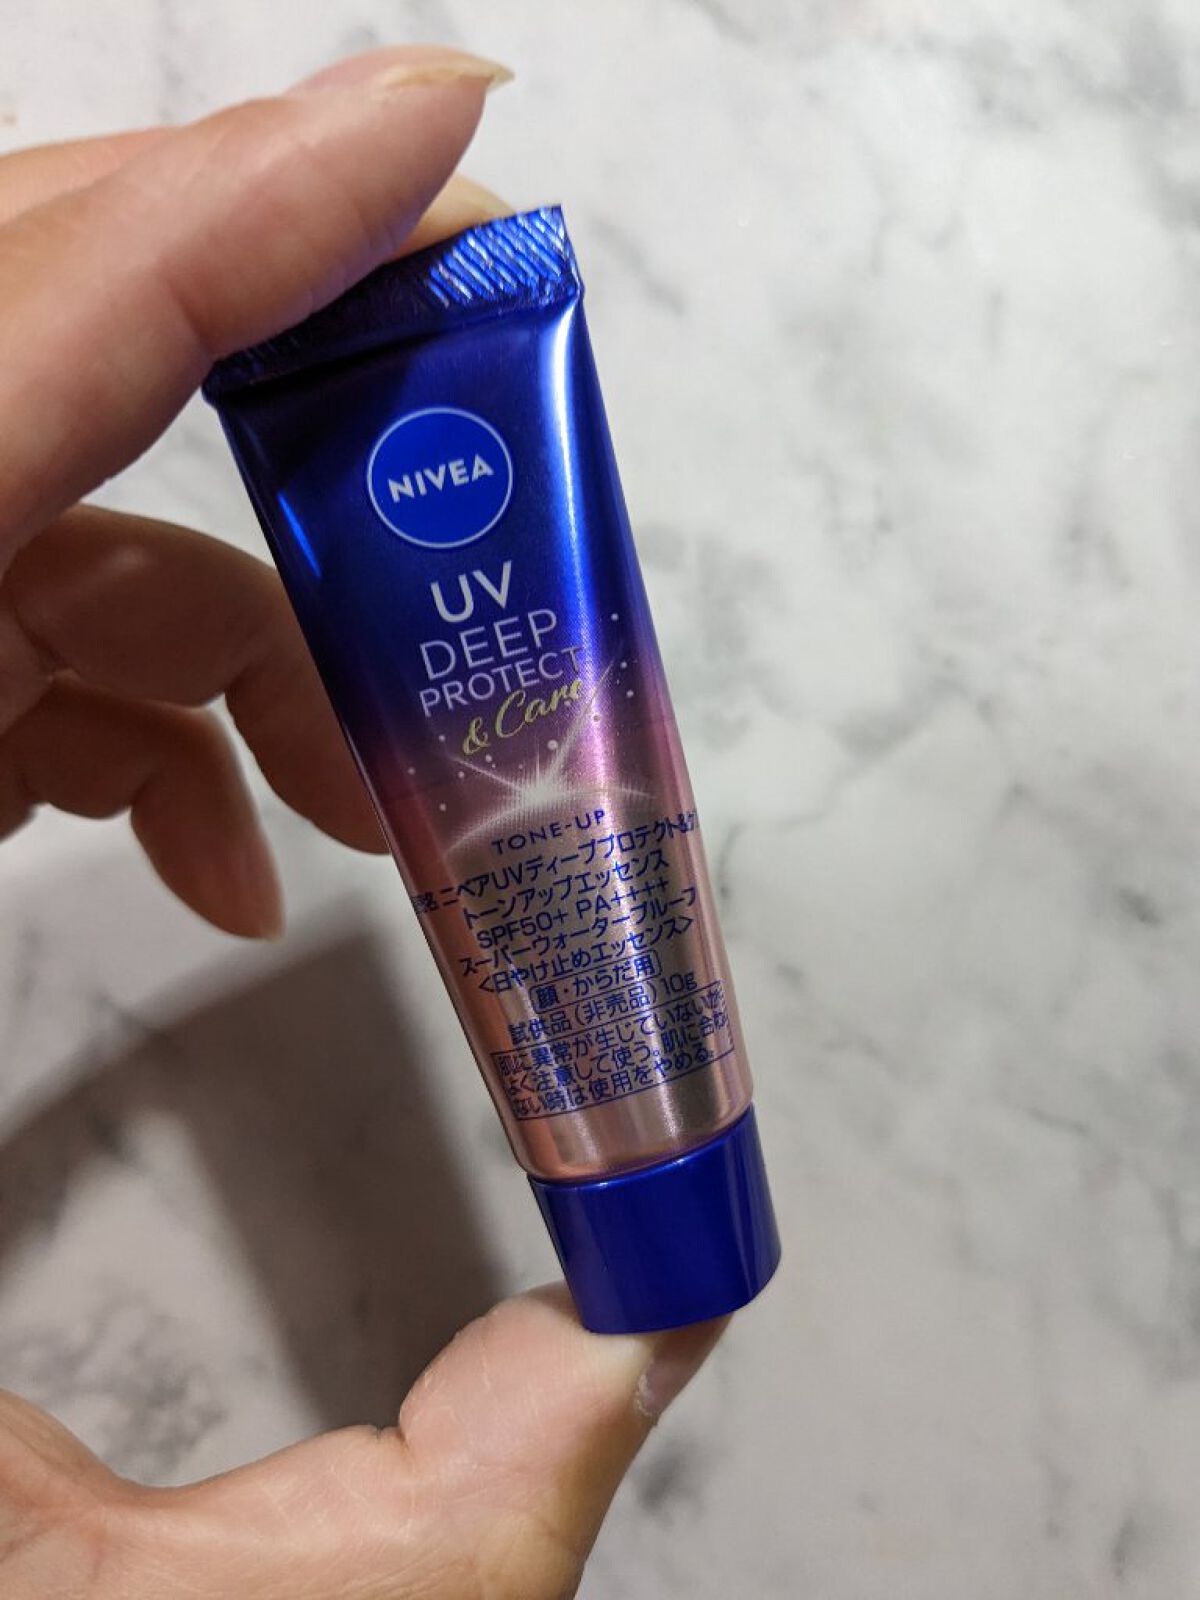 NIVEA
UV
DEEP
PROTECT
& Care
TONE-UP
ニベアUVディーププロテクト&ケ
トーンアップエッセンス
SPF50+ PA++++
スーパーウォータープルーフ
<日やけ止めエッセンス>
顔・からだ用
試供品(非売品)10g
肌に異常が生じていないか
よく注意して使う。肌に合わ
ない時は使用をやめる。